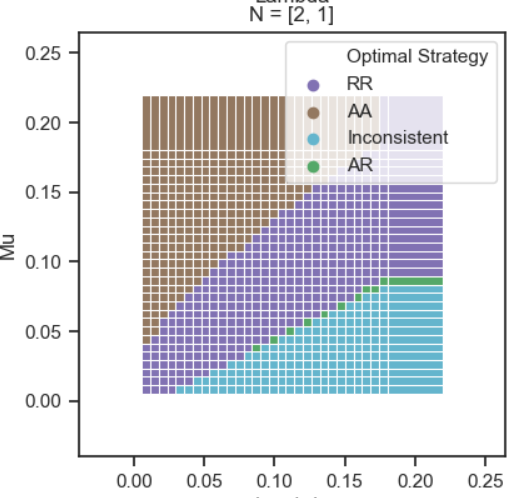 N = [2, 1]
Optimal Strategy
RR
AA
Inconsistent
AR
Mu
0.25
0.20
0.15
0.10
0.05
0.00
0.00 0.05 0.10 0.15 0.20 0.25